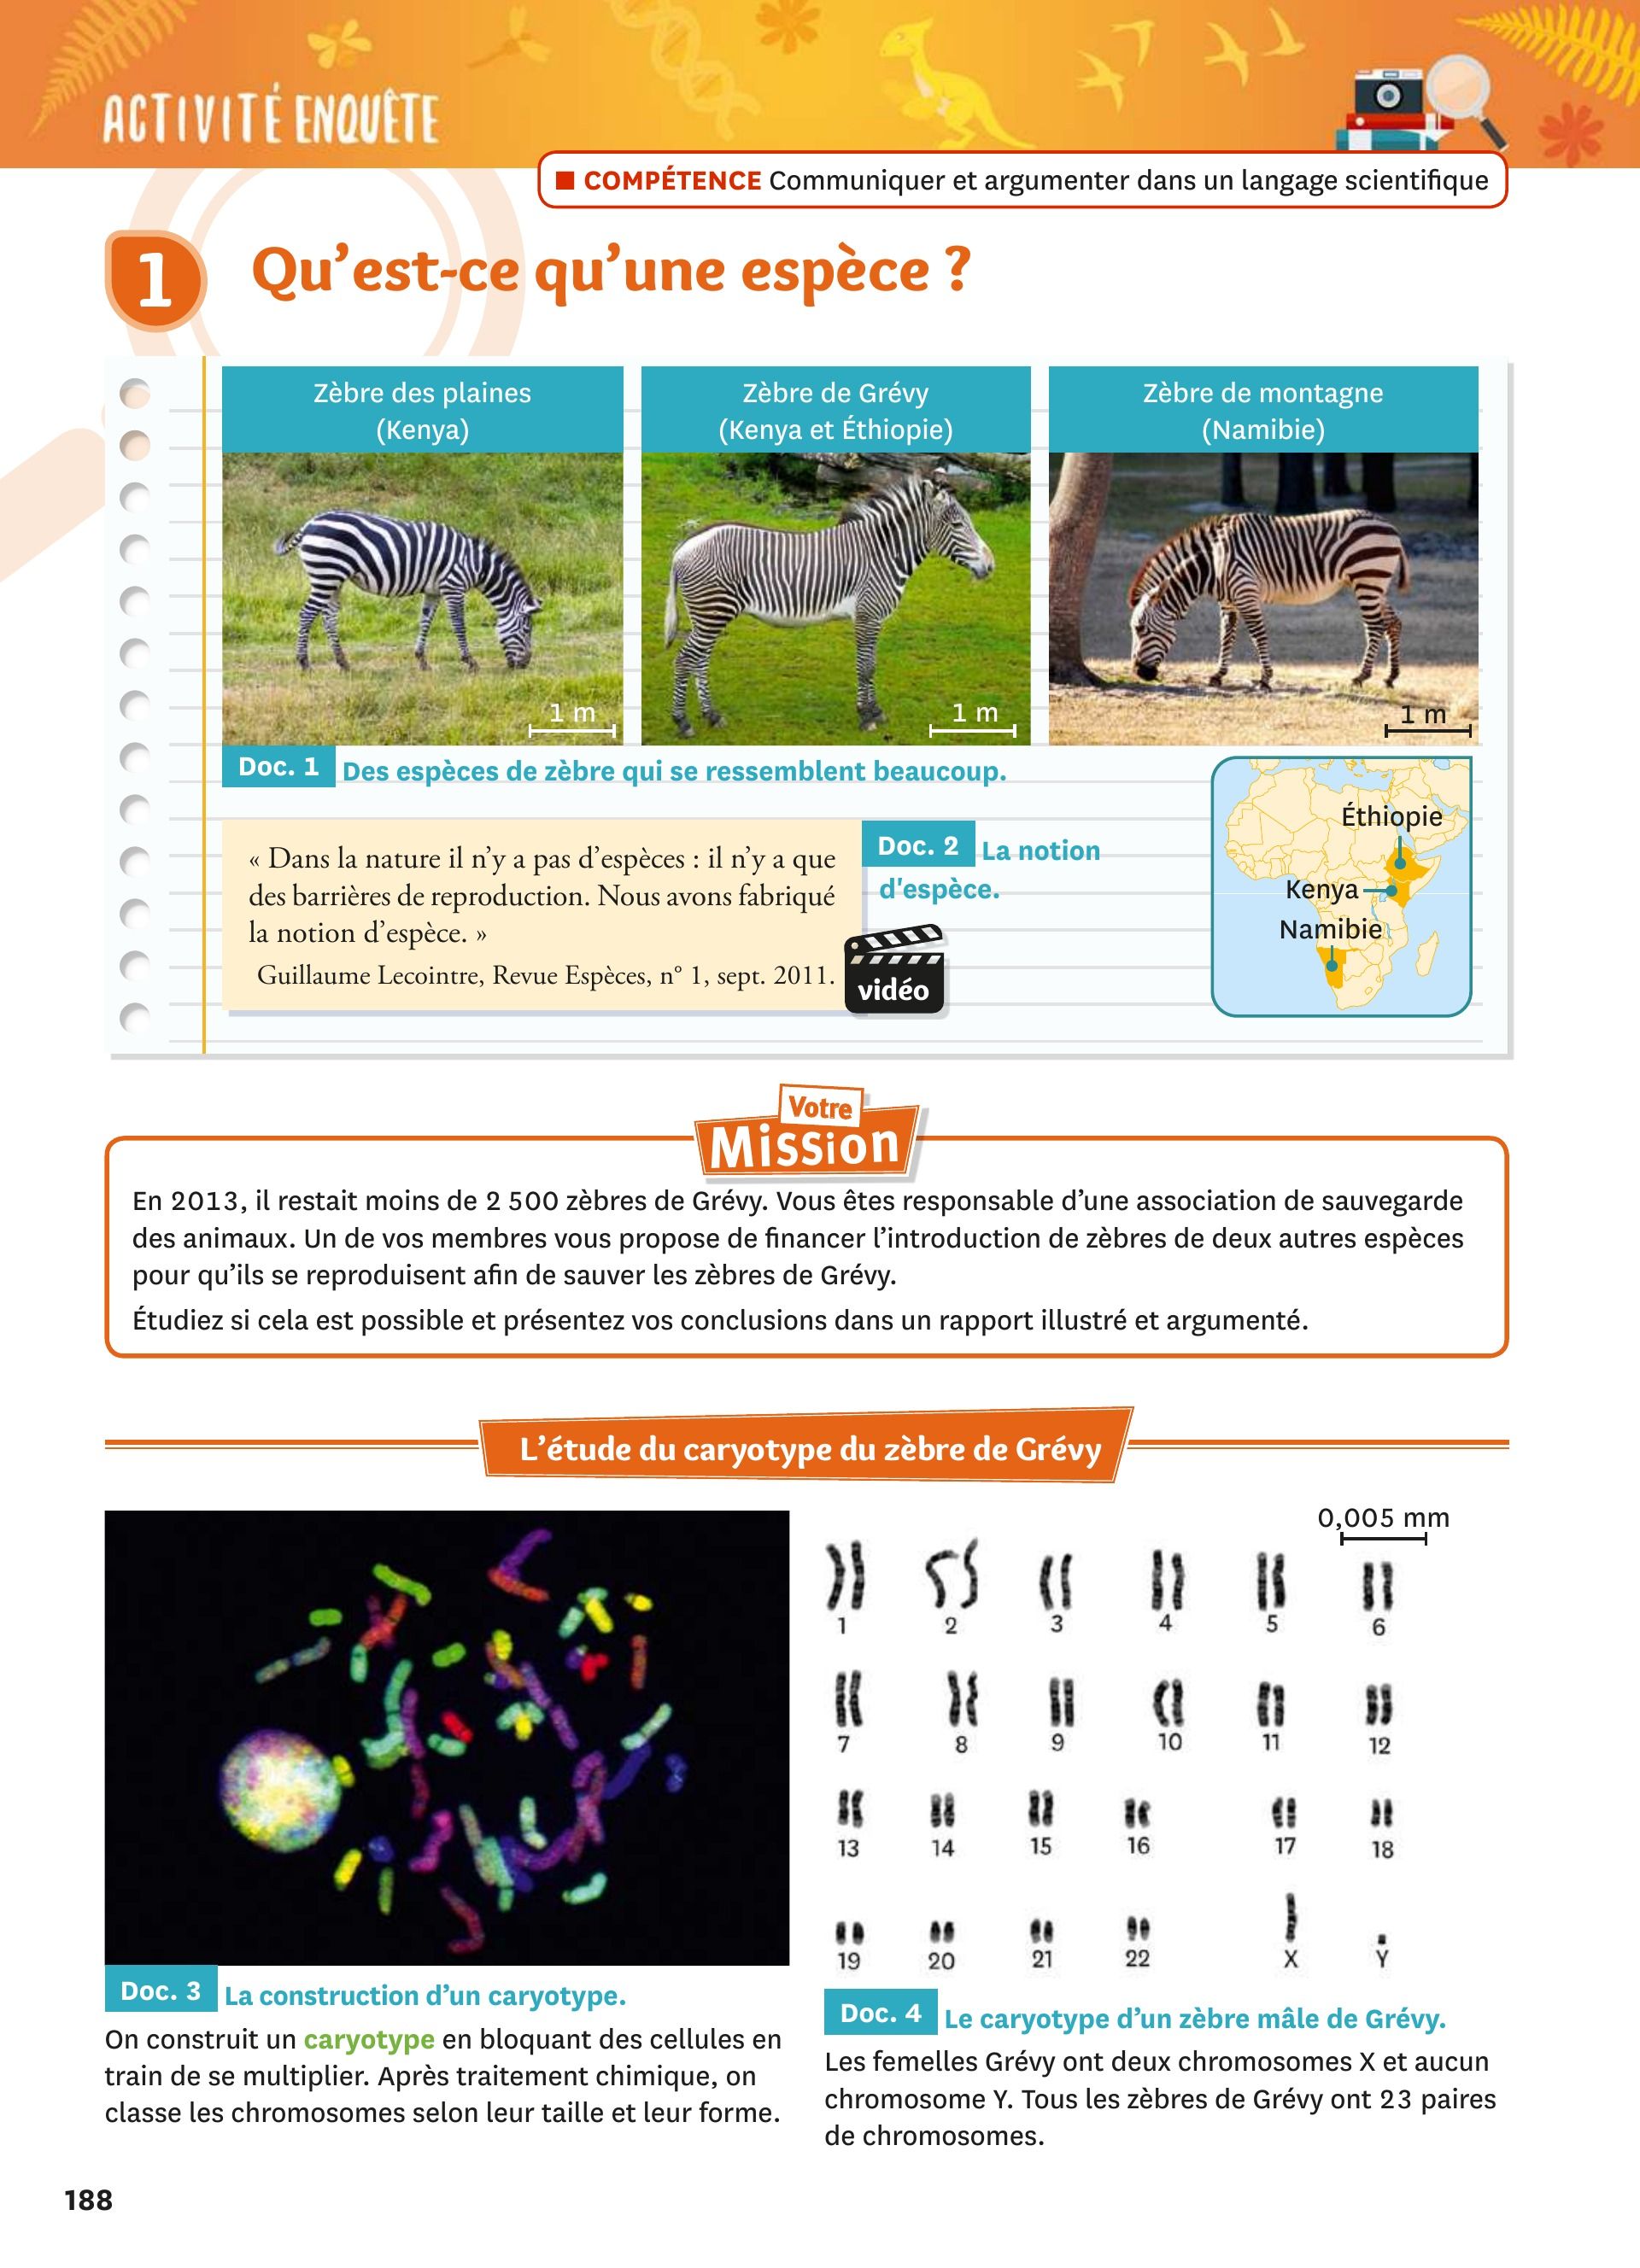 ACTIVITÉ ENQUÊTE
■ COMPÉTENCE Communiquer et argumenter dans un langage scientifique
1 Qu’est-ce qu’une espèce ?
Zèbre des plaines
(Kenya)
Zèbre de Grévy
(Kenya et Éthiopie)
Zèbre de montagne
(Namibie)
1 m
1 m
1 m
Doc. 1 Des espèces de zèbre qui se ressemblent beaucoup.
« Dans la nature il n’y a pas d’espèces : il n’y a que
des barrières de reproduction. Nous avons fabriqué
la notion d’espèce. »
Guillaume Lecointre, Revue Espèces, n° 1, sept. 2011.
Doc. 2 La notion
d'espèce.
vidéo
Éthiopie
Kenya
Namibie
Votre
Mission
En 2013, il restait moins de 2 500 zèbres de Grévy. Vous êtes responsable d’une association de sauvegarde
des animaux. Un de vos membres vous propose de financer l’introduction de zèbres de deux autres espèces
pour qu’ils se reproduisent afin de sauver les zèbres de Grévy.
Étudiez si cela est possible et présentez vos conclusions dans un rapport illustré et argumenté.
L’étude du caryotype du zèbre de Grévy
Doc. 3 La construction d’un caryotype.
On construit un caryotype en bloquant des cellules en
train de se multiplier. Après traitement chimique, on
classe les chromosomes selon leur taille et leur forme.
0,005 mm
1 2 3 4 5 6
7 8 9 10 11 12
13 14 15 16 17 18
19 20 21 22 X Y
Doc. 4 Le caryotype d’un zèbre mâle de Grévy.
Les femelles Grévy ont deux chromosomes X et aucun
chromosome Y. Tous les zèbres de Grévy ont 23 paires
de chromosomes.
188